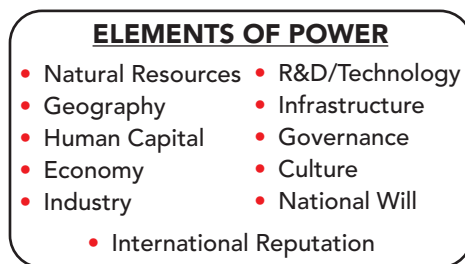 ELEMENTS OF POWER
• Natural Resources
• Geography
• Human Capital
• Economy
• Industry
• R&D/Technology
• Infrastructure
• Governance
• Culture
• National Will
• International Reputation